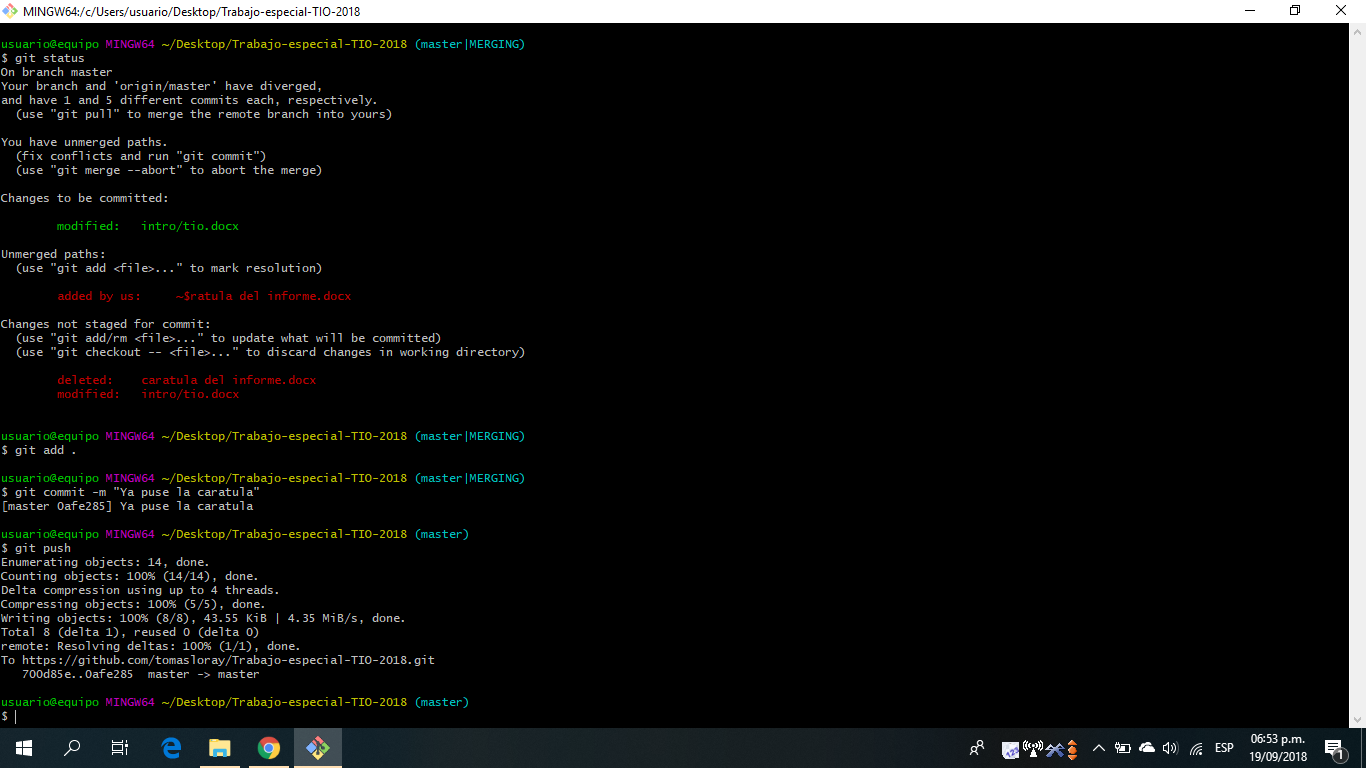 MINGW64:/c/Users/usuario/Desktop/Trabajo-especial-TIO-2018
usuario@equipo MINGW64 ~/Desktop/Trabajo-especial-TIO-2018 (master|MERGING)
$ git status
On branch master
Your branch and 'origin/master' have diverged,
and have 1 and 5 different commits each, respectively.
  (use "git pull" to merge the remote branch into yours)
You have unmerged paths.
  (fix conflicts and run "git commit")
  (use "git merge --abort" to abort the merge)
Changes to be committed:
        modified:   intro/tio.docx
Unmerged paths:
  (use "git add <file>..." to mark resolution)
        added by us:     ~$ratula del informe.docx
Changes not staged for commit:
  (use "git add/rm <file>..." to update what will be committed)
  (use "git checkout -- <file>..." to discard changes in working directory)
        deleted:    caratula del informe.docx
        modified:   intro/tio.docx
usuario@equipo MINGW64 ~/Desktop/Trabajo-especial-TIO-2018 (master|MERGING)
$ git add .
usuario@equipo MINGW64 ~/Desktop/Trabajo-especial-TIO-2018 (master|MERGING)
$ git commit -m "Ya puse la caratula"
[master 0afe285] Ya puse la caratula
usuario@equipo MINGW64 ~/Desktop/Trabajo-especial-TIO-2018 (master)
$ git push
Enumerating objects: 14, done.
Counting objects: 100% (14/14), done.
Delta compression using up to 4 threads.
Compressing objects: 100% (5/5), done.
Writing objects: 100% (8/8), 43.55 KiB | 4.35 MiB/s, done.
Total 8 (delta 1), reused 0 (delta 0)
remote: Resolving deltas: 100% (1/1), done.
To https://github.com/tomasloray/Trabajo-especial-TIO-2018.git
   700d85e..0afe285  master -> master
usuario@equipo MINGW64 ~/Desktop/Trabajo-especial-TIO-2018 (master)
$
ESP
06:53 p.m.
19/09/2018
1